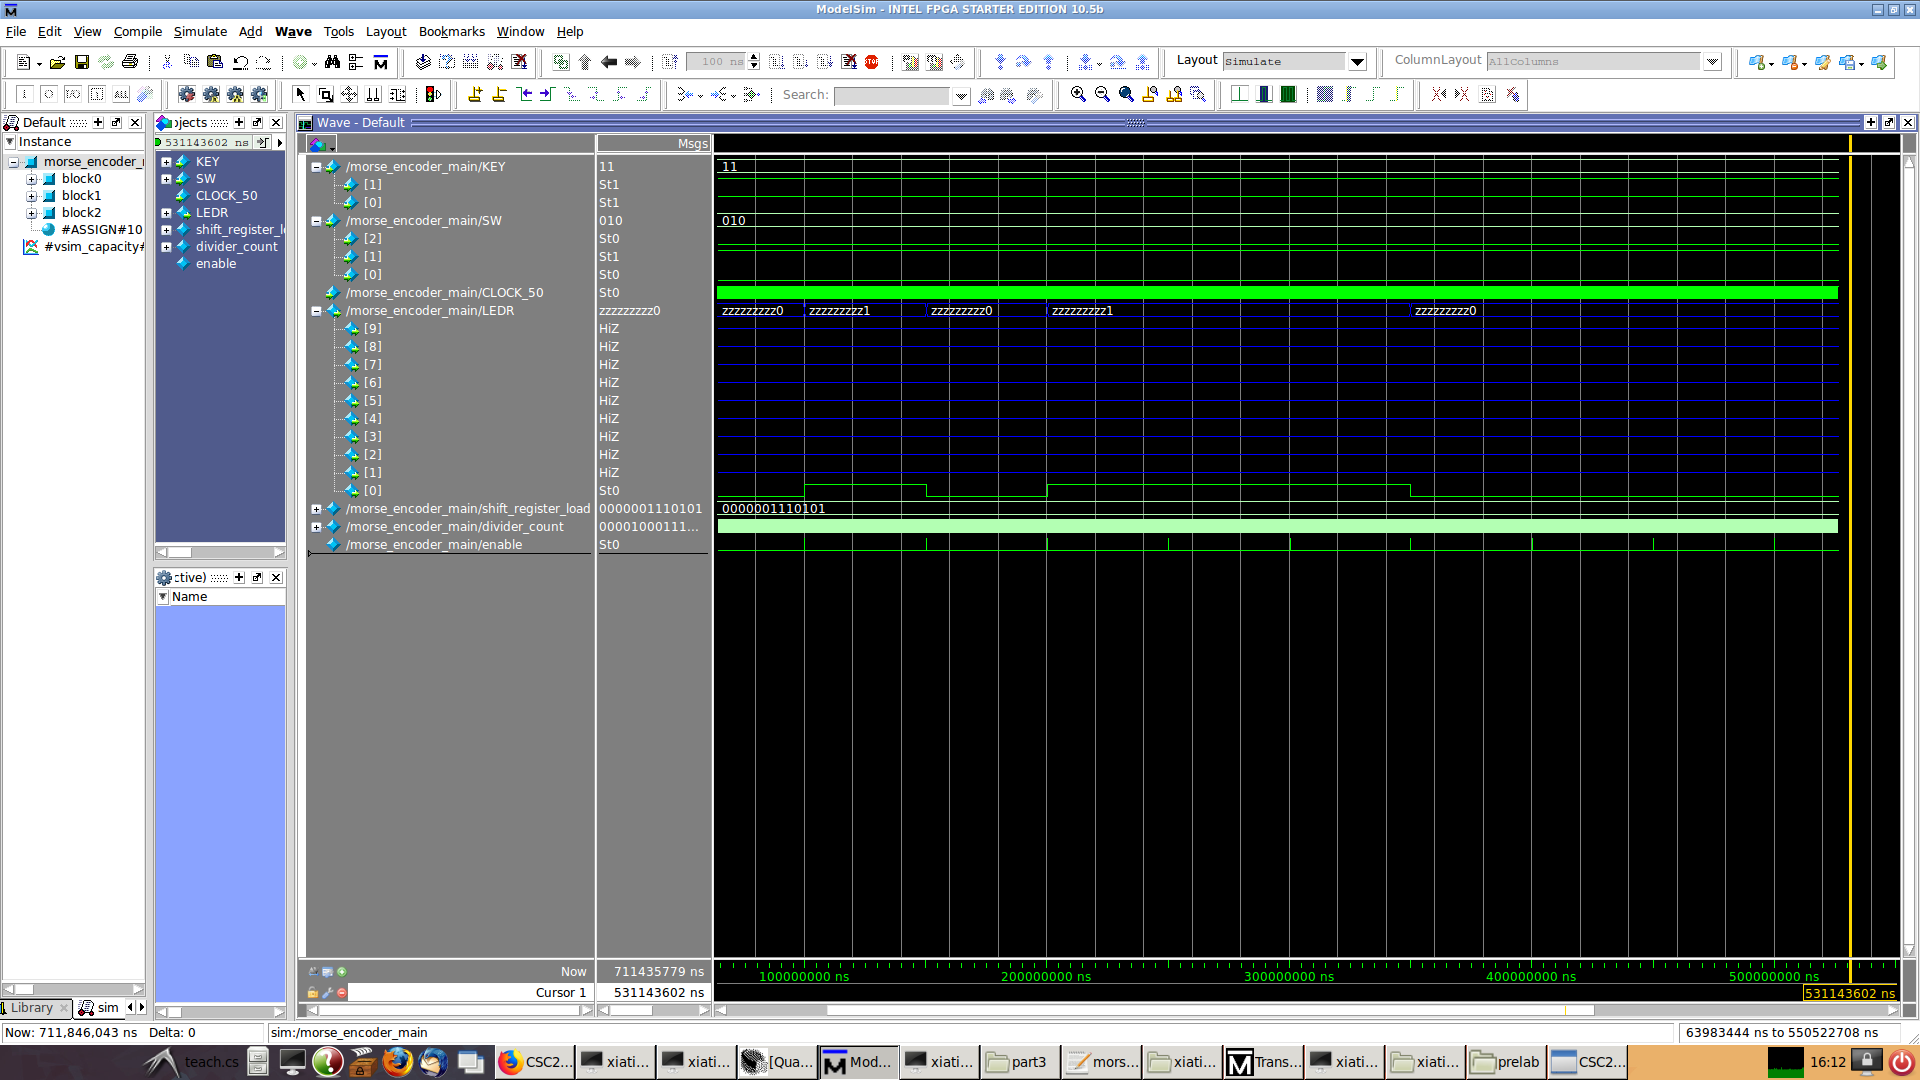 ModelSim - INTEL FPGA STARTER EDITION 10.5b
File Edit View Compile Simulate Add Wave Tools Layout Bookmarks Window Help
100 ns
Layout Simulate
ColumnLayout AllColumns
Search:
Default
Instance
morse_encoder_
block0
block1
block2
#ASSIGN#10
#vsim_capacity#
Library
sim
bjects
531143602 ns
KEY
SW
CLOCK_50
LEDR
shift_register_l
divider_count
enable
ctive)
Name
Wave - Default
Msgs
/morse_encoder_main/KEY 11 11
[1] St1
[0] St1
/morse_encoder_main/SW 010 010
[2] St0
[1] St1
[0] St0
/morse_encoder_main/CLOCK_50 St0
/morse_encoder_main/LEDR zzzzzzzzz0 zzzzzzzzz0 zzzzzzzzz1 zzzzzzzzz0 zzzzzzzzz1 zzzzzzzzz0
[9] HiZ
[8] HiZ
[7] HiZ
[6] HiZ
[5] HiZ
[4] HiZ
[3] HiZ
[2] HiZ
[1] HiZ
[0] St0
/morse_encoder_main/shift_register_load 0000001110101 0000001110101
/morse_encoder_main/divider_count 00001000111...
/morse_encoder_main/enable St0
Now 711435779 ns 100000000 ns 200000000 ns 300000000 ns 400000000 ns 500000000 ns
Cursor 1 531143602 ns 531143602 ns
Now: 711,846,043 ns Delta: 0 sim:/morse_encoder_main 63983444 ns to 550522708 ns
teach.cs CSC2... xiati... xiati... [Qua... Mod... xiati... part3 mors... xiati... Trans... xiati... xiati... prelab CSC2... 16:12